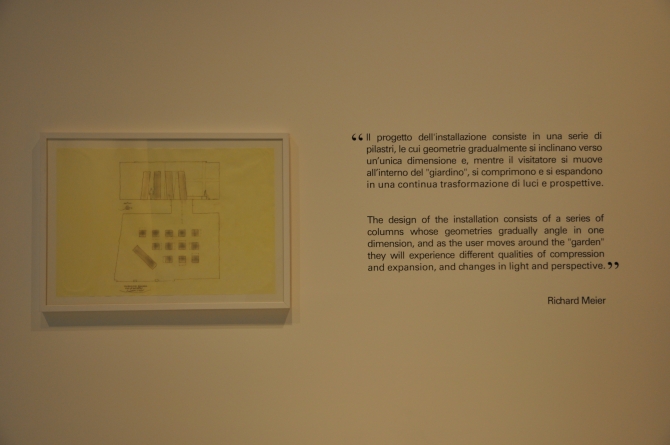 “ Il progetto dell'installazione consiste in una serie di
pilastri, le cui geometrie gradualmente si inclinano verso
un'unica dimensione e, mentre il visitatore si muove
all'interno del "giardino", si comprimono e si espandono
in una continua trasformazione di luci e prospettive.
The design of the installation consists of a series of
columns whose geometries gradually angle in one
dimension, and as the user moves around the "garden"
they will experience different qualities of compression
and expansion, and changes in light and perspective. ”
Richard Meier